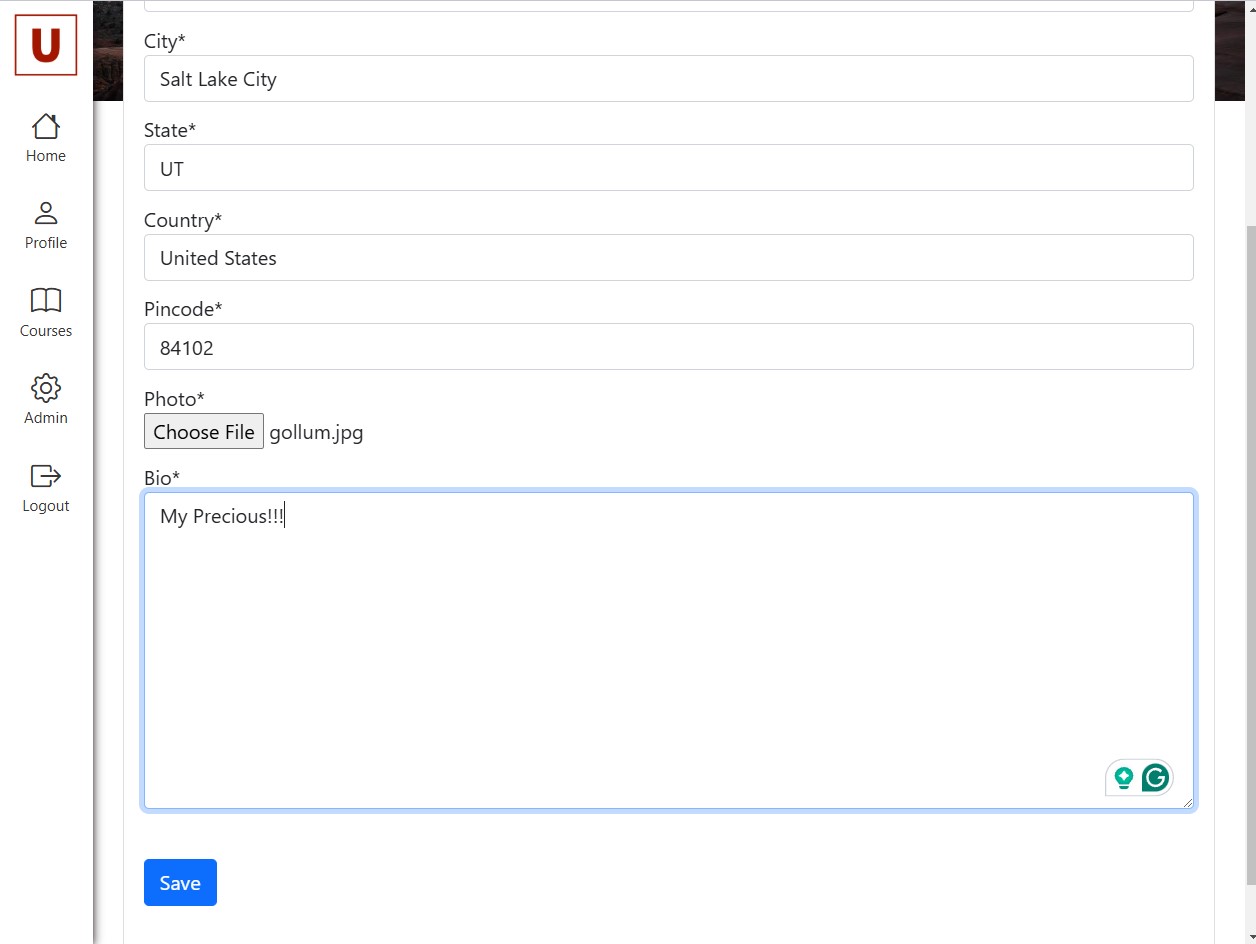 U
Home
Profile
Courses
Admin
Logout
City*
Salt Lake City
State*
UT
Country*
United States
Pincode*
84102
Photo*
Choose File gollum.jpg
Bio*
My Precious!!!
G
Save